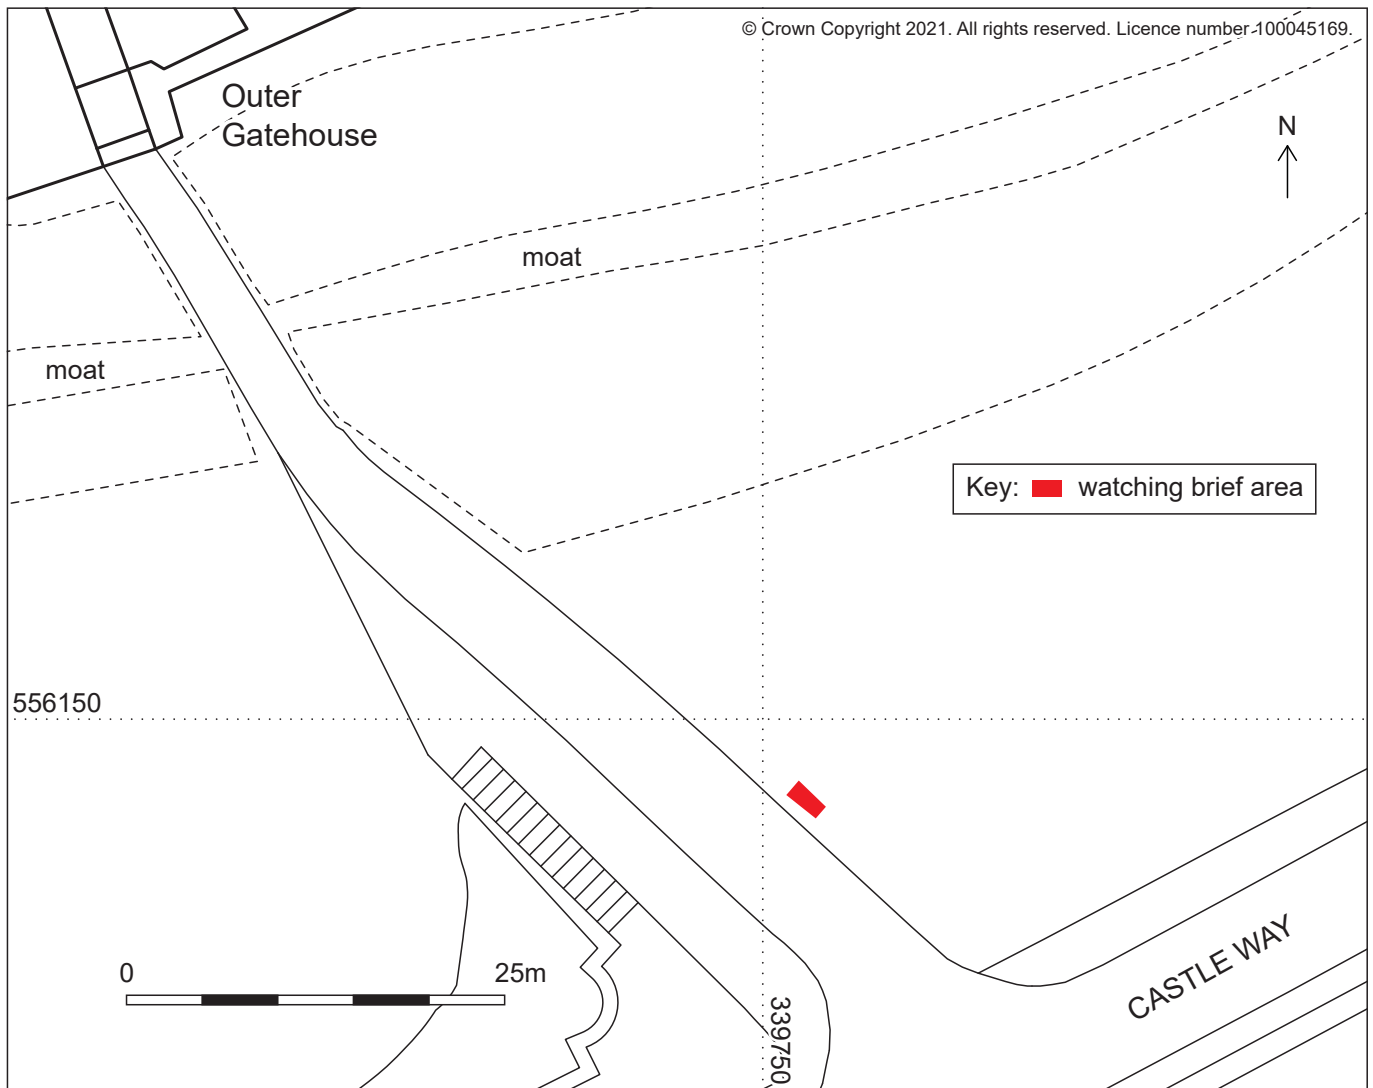 © Crown Copyright 2021. All rights reserved. Licence number 100045169.
Outer
Gatehouse
N
moat
moat
Key: watching brief area
556150
CASTLE WAY
0 25m
339750